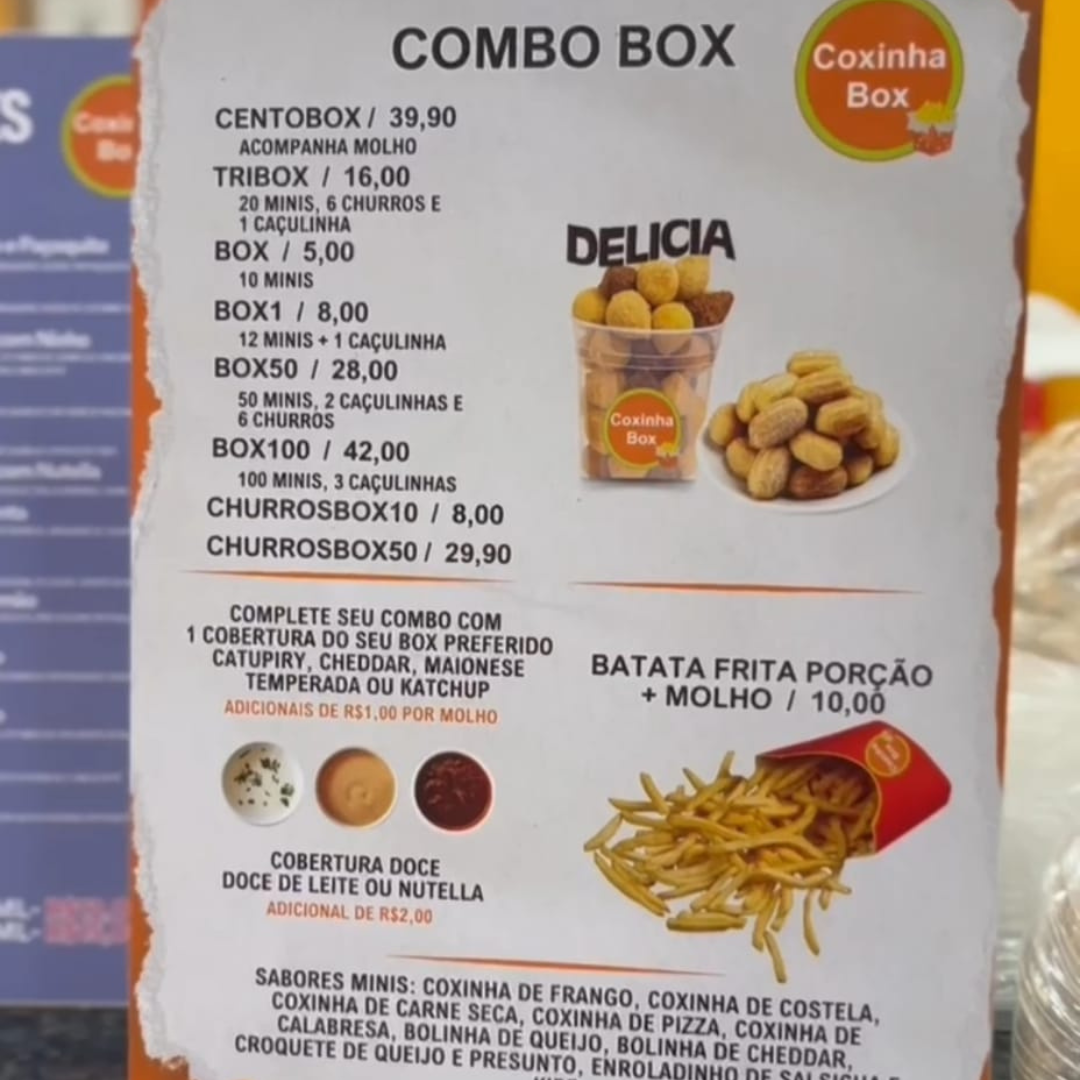 COMBO BOX
Coxinha
Box
CENTOBOX / 39,90
ACOMPANHA MOLHO
TRIBOX / 16,00
20 MINIS, 6 CHURROS E
1 CAÇULINHA
BOX / 5,00
10 MINIS
BOX1 / 8,00
12 MINIS + 1 CAÇULINHA
BOX50 / 28,00
50 MINIS, 2 CAÇULINHAS E
6 CHURROS
BOX100 / 42,00
100 MINIS, 3 CAÇULINHAS
CHURROSBOX10 / 8,00
CHURROSBOX50 / 29,90
DELICIA
Coxinha
Box
COMPLETE SEU COMBO COM
1 COBERTURA DO SEU BOX PREFERIDO
CATUPIRY, CHEDDAR, MAIONESE
TEMPERADA OU KATCHUP
ADICIONAIS DE R$1,00 POR MOLHO
BATATA FRITA PORÇÃO
+ MOLHO / 10,00
COBERTURA DOCE
DOCE DE LEITE OU NUTELLA
ADICIONAL DE R$2,00
SABORES MINIS: COXINHA DE FRANGO, COXINHA DE COSTELA,
COXINHA DE CARNE SECA, COXINHA DE PIZZA, COXINHA DE
CALABRESA, BOLINHA DE QUEIJO, BOLINHA DE CHEDDAR,
CROQUETE DE QUEIJO E PRESUNTO, ENROLADINHO DE